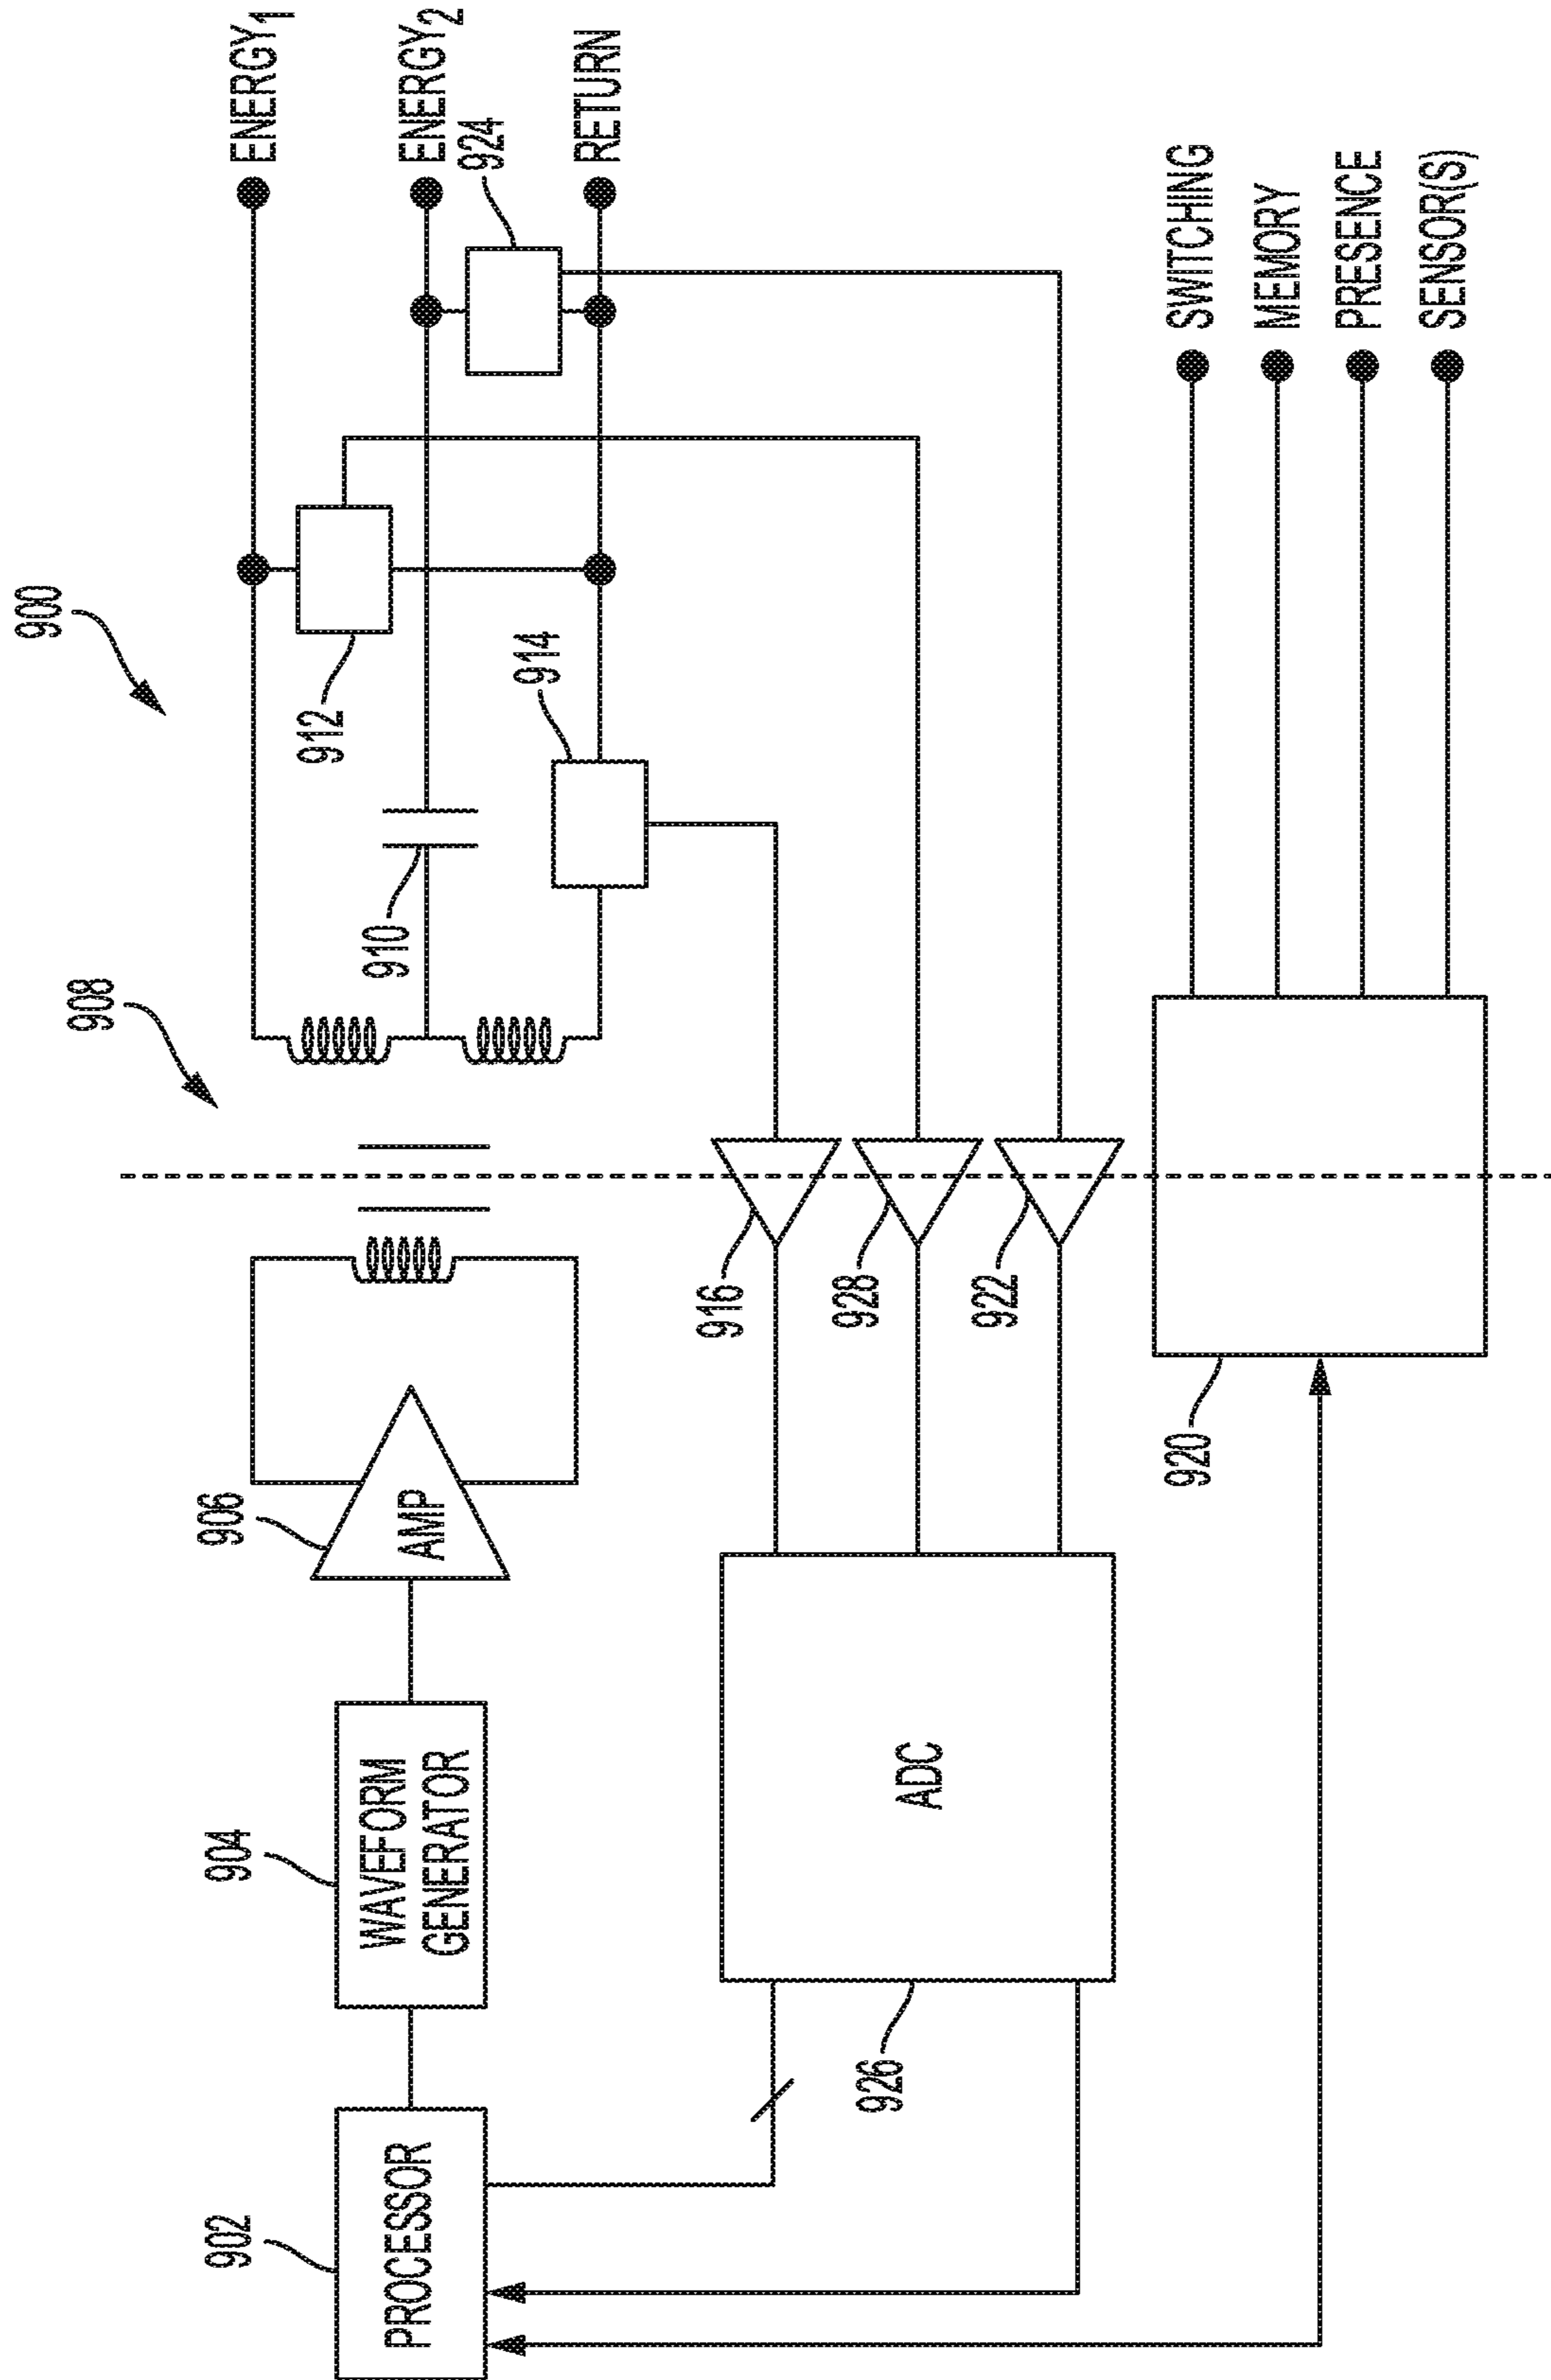 900
908
ENERGY1
ENERGY2
924
RETURN
912
910
914
902
PROCESSOR
904
WAVEFORM
GENERATOR
906
AMP
916
928
922
926
ADC
920
SWITCHING
MEMORY
PRESENCE
SENSOR(S)